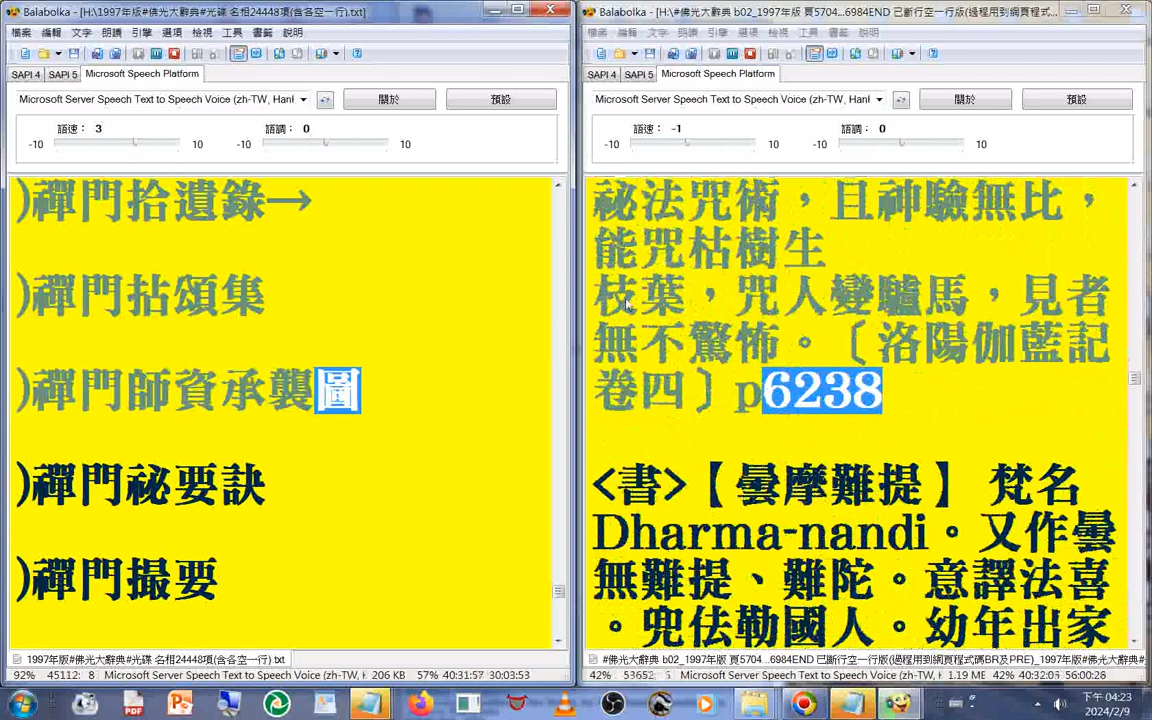 Balabolka - [H:\1997年版#佛光大辭典#光碟 名相24448項(含各空一行).txt]
檔案 編輯 文字 朗讀 引擎 選項 檢視 工具 書籤 說明
SAPI 4 SAPI 5 Microsoft Speech Platform
Microsoft Server Speech Text to Speech Voice (zh-TW, HanH
關於
預設
語速： 3
語調： 0
-10 10 -10 10
)禪門拾遺錄→
)禪門拈頌集
)禪門師資承襲圖
)禪門祕要訣
)禪門撮要
1997年版#佛光大辭典#光碟 名相24448項(含各空一行).txt
92% 45112: 8 Microsoft Server Speech Text to Speech Voice (zh-TW, Ha 206 KB 57% 40:31:57 30:03:53
Balabolka - [H:\#佛光大辭典 b02_1997年版 頁5704...6984END 已斷行空一行版(過程用到網頁程式...
檔案 編輯 文字 朗讀 引擎 選項 檢視 工具 書籤 說明
SAPI 4 SAPI 5 Microsoft Speech Platform
Microsoft Server Speech Text to Speech Voice (zh-TW, HanH
關於
預設
語速： -1
語調： 0
-10 10 -10 10
祕法咒術，且神驗無比，
能咒枯樹生
枝葉，咒人變驢馬，見者
無不驚怖。〔洛陽伽藍記
卷四〕p6238
<書>【曇摩難提】 梵名
Dharma-nandi。又作曇
無難提、難陀。意譯法喜
。兜佉勒國人。幼年出家
#佛光大辭典 b02_1997年版 頁5704...6984END 已斷行空一行版(過程用到網頁程式碼BR及PRE)_1997年版#
42% 53652: 5 Microsoft Server Speech Text to Speech Voice (zh-TW, Ha 1.19 ME 42% 40:32:03 56:00:26
下午 04:23
2024/2/9